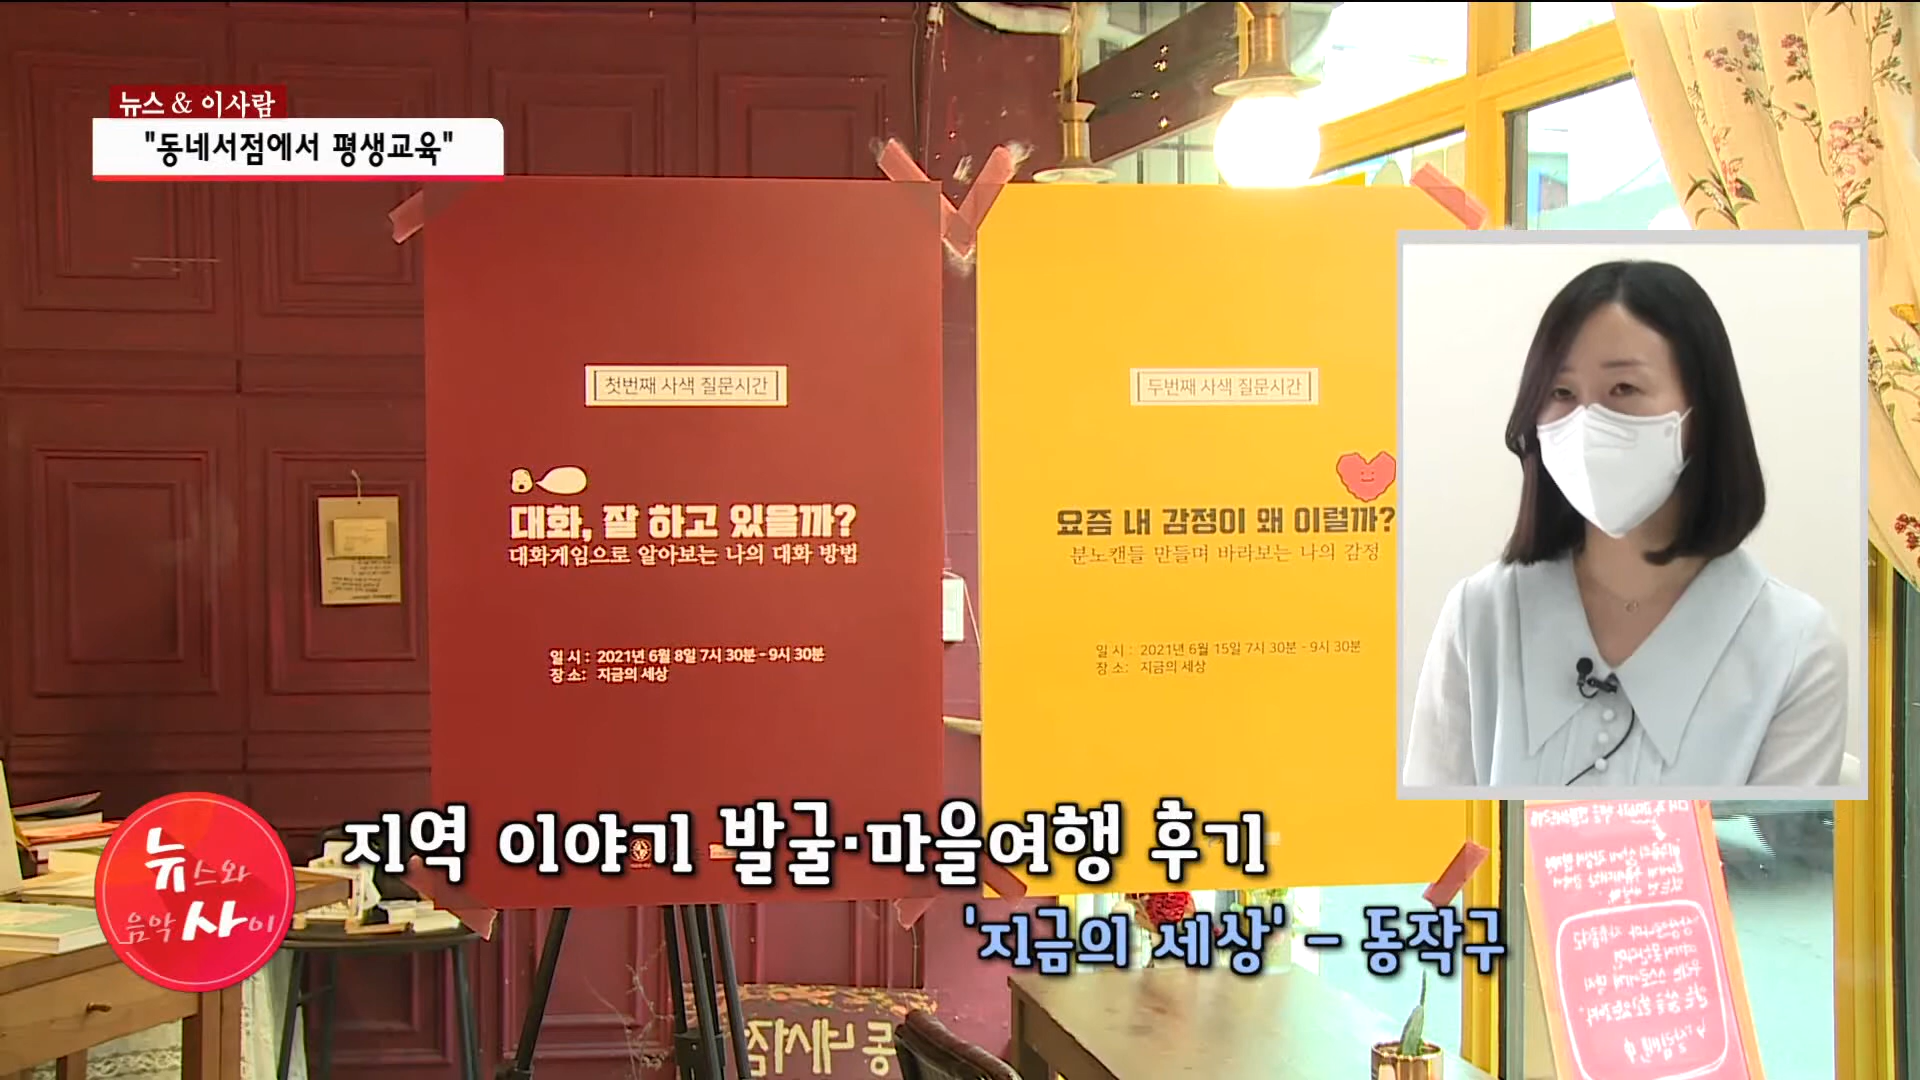 뉴스 & 이사람
"동네서점에서 평생교육"
첫번째 사색 질문시간
대화, 잘 하고 있을까?
대화게임으로 알아보는 나의 대화 방법
일 시 : 2021년 6월 8일 7시 30분 - 9시 30분
장 소: 지금의 세상
두번째 사색 질문시간
요즘 내 감정이 왜 이럴까?
분노캔들 만들며 바라보는 나의 감정
일 시 : 2021년 6월 15일 7시 30분 - 9시 30분
장 소: 지금의 세상
뉴스와
음악 사이
지역 이야기 발굴·마을여행 후기
'지금의 세상' - 동작구
동네서점